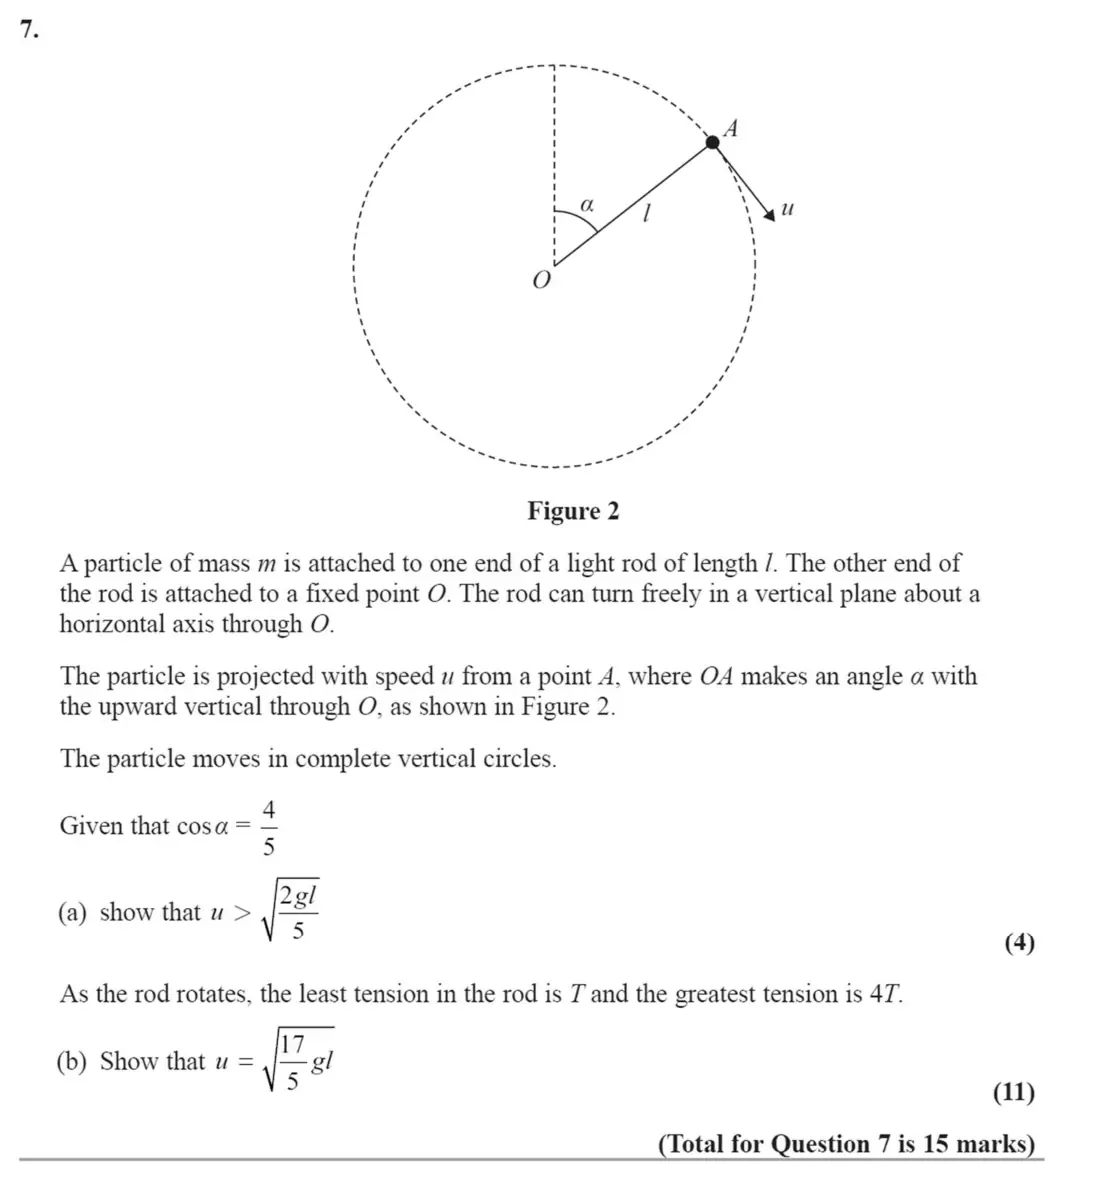 7.
A
α
l
u
O
Figure 2
A particle of mass m is attached to one end of a light rod of length l. The other end of
the rod is attached to a fixed point O. The rod can turn freely in a vertical plane about a
horizontal axis through O.
The particle is projected with speed u from a point A, where OA makes an angle α with
the upward vertical through O, as shown in Figure 2.
The particle moves in complete vertical circles.
Given that cos α = 4/5
(a) show that u > √(2gl/5)
(4)
As the rod rotates, the least tension in the rod is T and the greatest tension is 4T.
(b) Show that u = √(17/5 gl)
(11)
(Total for Question 7 is 15 marks)